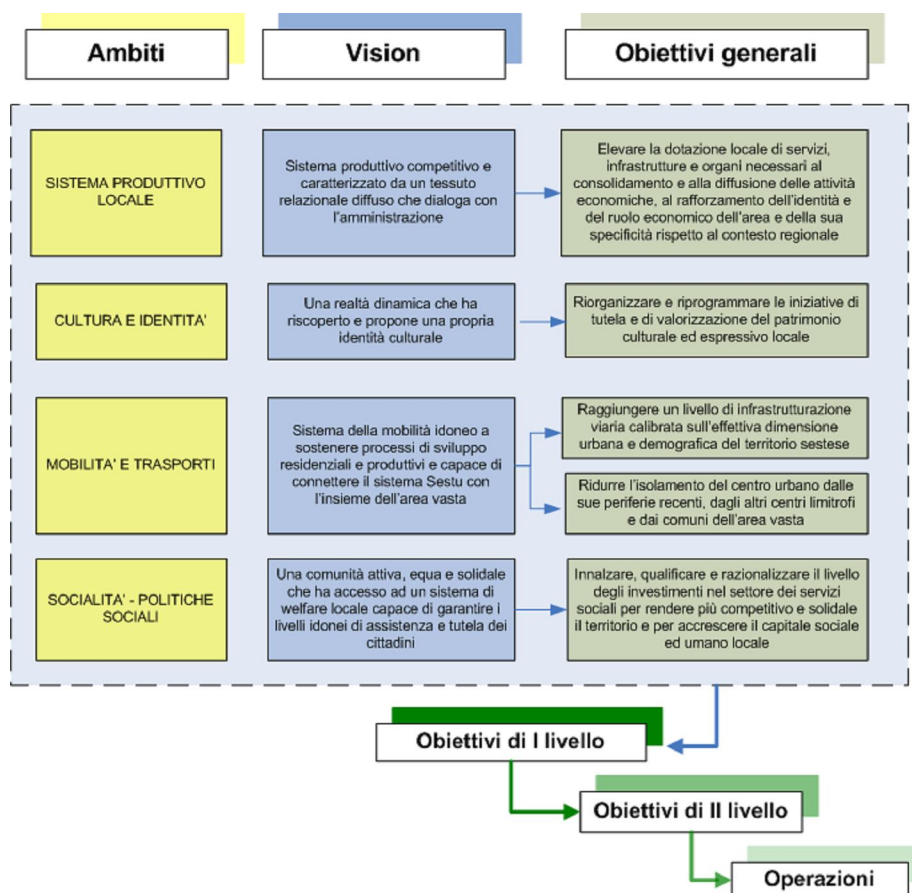 Ambiti
Vision
Obiettivi generali
SISTEMA PRODUTTIVO
LOCALE
Sistema produttivo competitivo e
caratterizzato da un tessuto
relazionale diffuso che dialoga con
l'amministrazione
Elevare la dotazione locale di servizi,
infrastrutture e organi necessari al
consolidamento e alla diffusione delle attività
economiche, al rafforzamento dell'identità e
del ruolo economico dell'area e della sua
specificità rispetto al contesto regionale
CULTURA E IDENTITA'
Una realtà dinamica che ha
riscoperto e propone una propria
identità culturale
Riorganizzare e riprogrammare le iniziative di
tutela e di valorizzazione del patrimonio
culturale ed espressivo locale
MOBILITA' E TRASPORTI
Sistema della mobilità idoneo a
sostenere processi di sviluppo
residenziali e produttivi e capace di
connettere il sistema Sestu con
l'insieme dell'area vasta
Raggiungere un livello di infrastrutturazione
viaria calibrata sull'effettiva dimensione
urbana e demografica del territorio sestese
Ridurre l'isolamento del centro urbano dalle
sue periferie recenti, dagli altri centri limitrofi
e dai comuni dell'area vasta
SOCIALITA' - POLITICHE
SOCIALI
Una comunità attiva, equa e solidale
che ha accesso ad un sistema di
welfare locale capace di garantire i
livelli idonei di assistenza e tutela dei
cittadini
Innalzare, qualificare e razionalizzare il livello
degli investimenti nel settore dei servizi
sociali per rendere più competitivo e solidale
il territorio e per accrescere il capitale sociale
ed umano locale
Obiettivi di I livello
Obiettivi di II livello
Operazioni